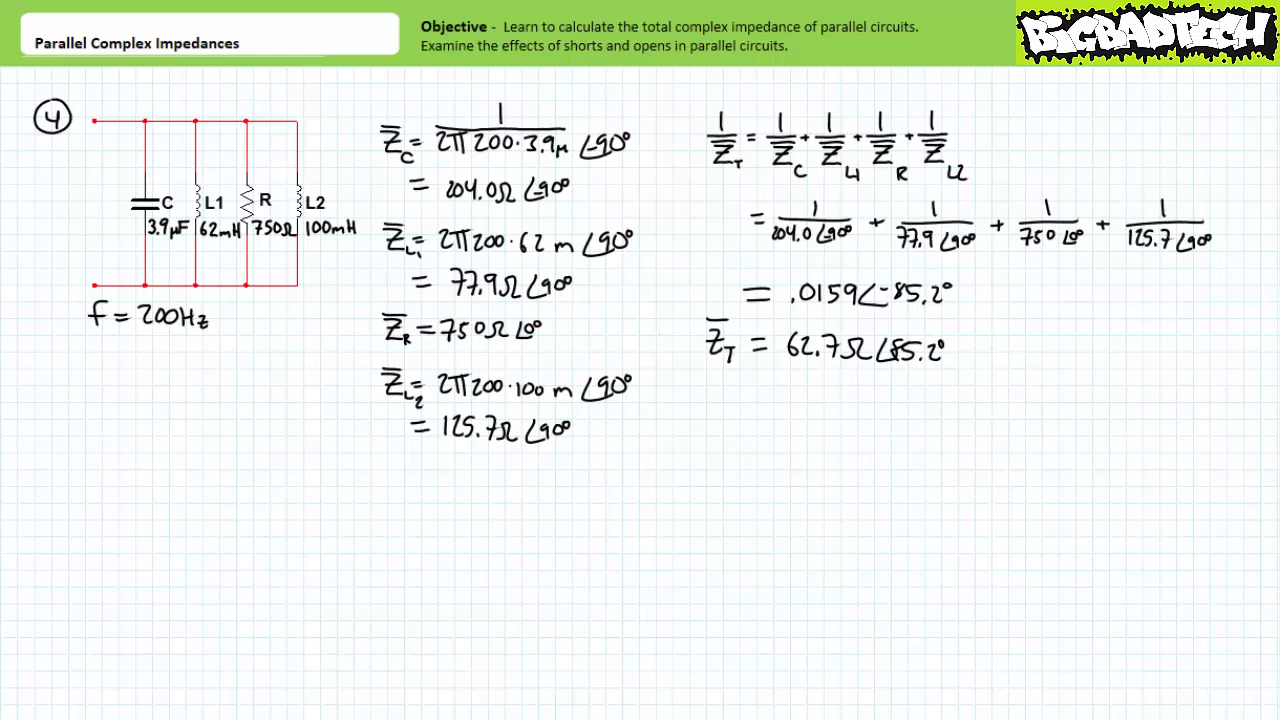 Parallel Complex Impedances
Objective - Learn to calculate the total complex impedance of parallel circuits.
Examine the effects of shorts and opens in parallel circuits.
BIGBADTECH
4
C
3.9µF
L1
62mH
R
750Ω
L2
100mH
f = 200Hz
Z̅C = 1/(2π200·3.9µ) ∠-90°
= 204.0Ω ∠-90°
Z̅L1 = 2π200·62m ∠90°
= 77.9Ω ∠90°
Z̅R = 750Ω ∠0°
Z̅L2 = 2π200·100m ∠90°
= 125.7Ω ∠90°
1/Z̅T = 1/Z̅C + 1/Z̅L1 + 1/Z̅R + 1/Z̅L2
= 1/(204.0 ∠-90°) + 1/(77.9 ∠90°) + 1/(750 ∠0°) + 1/(125.7 ∠90°)
= .0159 ∠-85.2°
Z̅T = 62.7Ω ∠85.2°